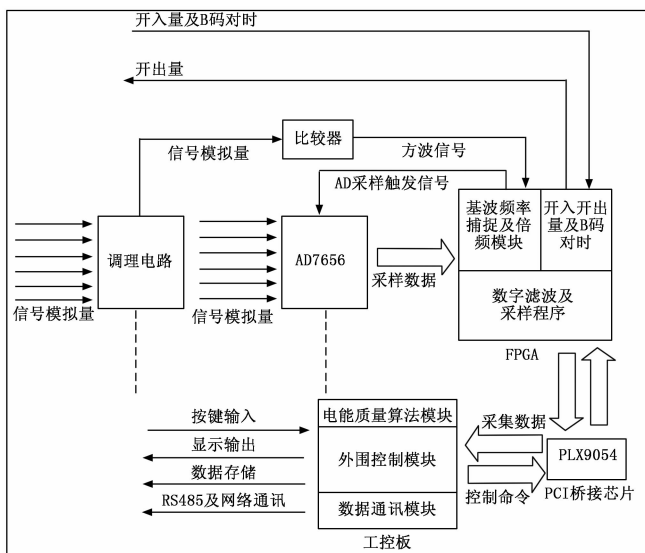 开入量及B码对时
开出量
比较器
信号模拟量
方波信号
AD采样触发信号
基波频率
捕捉及倍
频模块
开入开出
量及B码
对时
调理电路
AD7656
采样数据
数字滤波及
采样程序
信号模拟量
信号模拟量
FPGA
按键输入
电能质量算法模块
采集数据
显示输出
外围控制模块
PLX9054
数据存储
控制命令
PCI桥接芯片
RS485及网络通讯
数据通讯模块
工控板